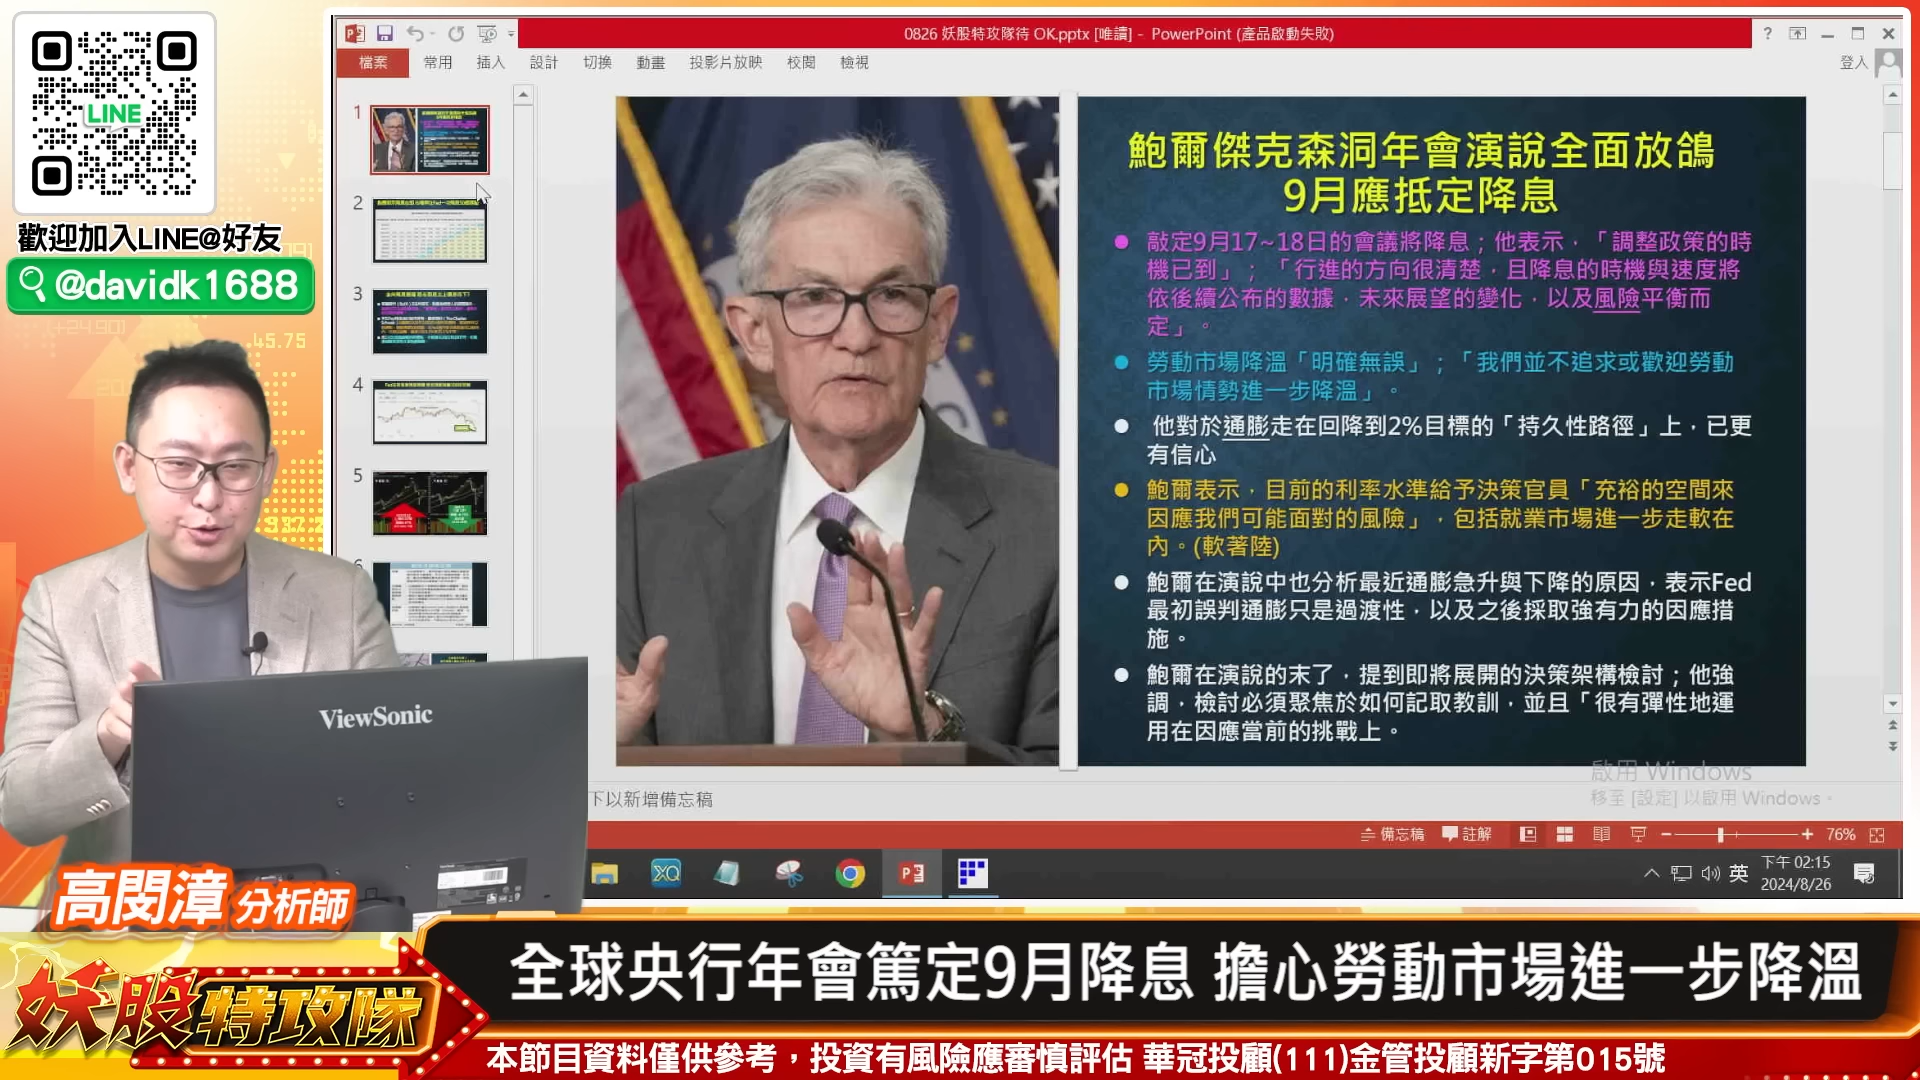 LINE
歡迎加入LINE@好友
@davidk1688
0826 妖股特攻隊待 OK.pptx [唯讀] - PowerPoint (產品啟動失敗)
檔案 常用 插入 設計 切換 動畫 投影片放映 校閱 檢視
登入
1
2
3
4
5
鮑爾傑克森洞年會演說全面放鴿
9月應抵定降息
敲定9月17~18日的會議將降息；他表示，「調整政策的時
機已到」；「行進的方向很清楚，且降息的時機與速度將
依後續公布的數據，未來展望的變化，以及風險平衡而
定」。
勞動市場降溫「明確無誤」；「我們並不追求或歡迎勞動
市場情勢進一步降溫」。
他對於通膨走在回降到2%目標的「持久性路徑」上，已更
有信心
鮑爾表示，目前的利率水準給予決策官員「充裕的空間來
因應我們可能面對的風險」，包括就業市場進一步走軟在
內。(軟著陸)
鮑爾在演說中也分析最近通膨急升與下降的原因，表示Fed
最初誤判通膨只是過渡性，以及之後採取強有力的因應措
施。
鮑爾在演說的末了，提到即將展開的決策架構檢討；他強
調，檢討必須聚焦於如何記取教訓，並且「很有彈性地運
用在因應當前的挑戰上。
啟用 Windows
移至 [設定] 以啟用 Windows。
下以新增備忘稿
備忘稿 註解 76%
ViewSonic
XQ
英
下午 02:15
2024/8/26
高閔漳 分析師
妖股特攻隊
全球央行年會篤定9月降息 擔心勞動市場進一步降溫
本節目資料僅供參考，投資有風險應審慎評估 華冠投顧(111)金管投顧新字第015號